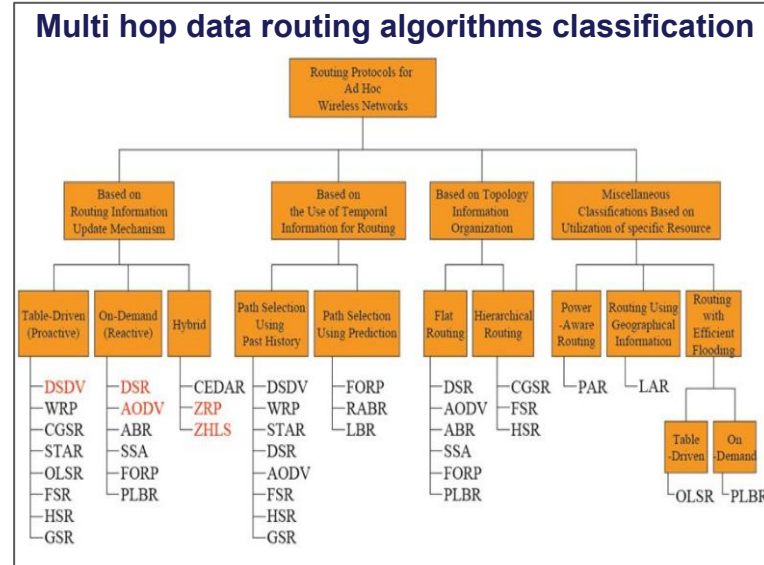 Multi hop data routing algorithms classification
Routing Protocols for
Ad Hoc
Wireless Networks
Based on
Routing Information
Update Mechanism
Based on
the Use of Temporal
Information for Routing
Based on Topology
Information
Organization
Miscellaneous
Classifications Based on
Utilization of specific Resource
Table-Driven
(Proactive)
On-Demand
(Reactive)
Hybrid
Path Selection
Using
Past History
Path Selection
Using Prediction
Flat
Routing
Hierarchical
Routing
Power
-Aware
Routing
Routing Using
Geographical
Information
Routing
with
Efficient
Flooding
DSDV
WRP
CGSR
STAR
OLSR
FSR
HSR
GSR
DSR
AODV
ABR
SSA
FORP
PLBR
CEDAR
ZRP
ZHLS
DSDV
WRP
STAR
DSR
AODV
FSR
HSR
GSR
FORP
RABR
LBR
DSR
AODV
ABR
SSA
FORP
PLBR
CGSR
FSR
HSR
PAR
LAR
Table
-Driven
On
-Demand
OLSR
PLBR